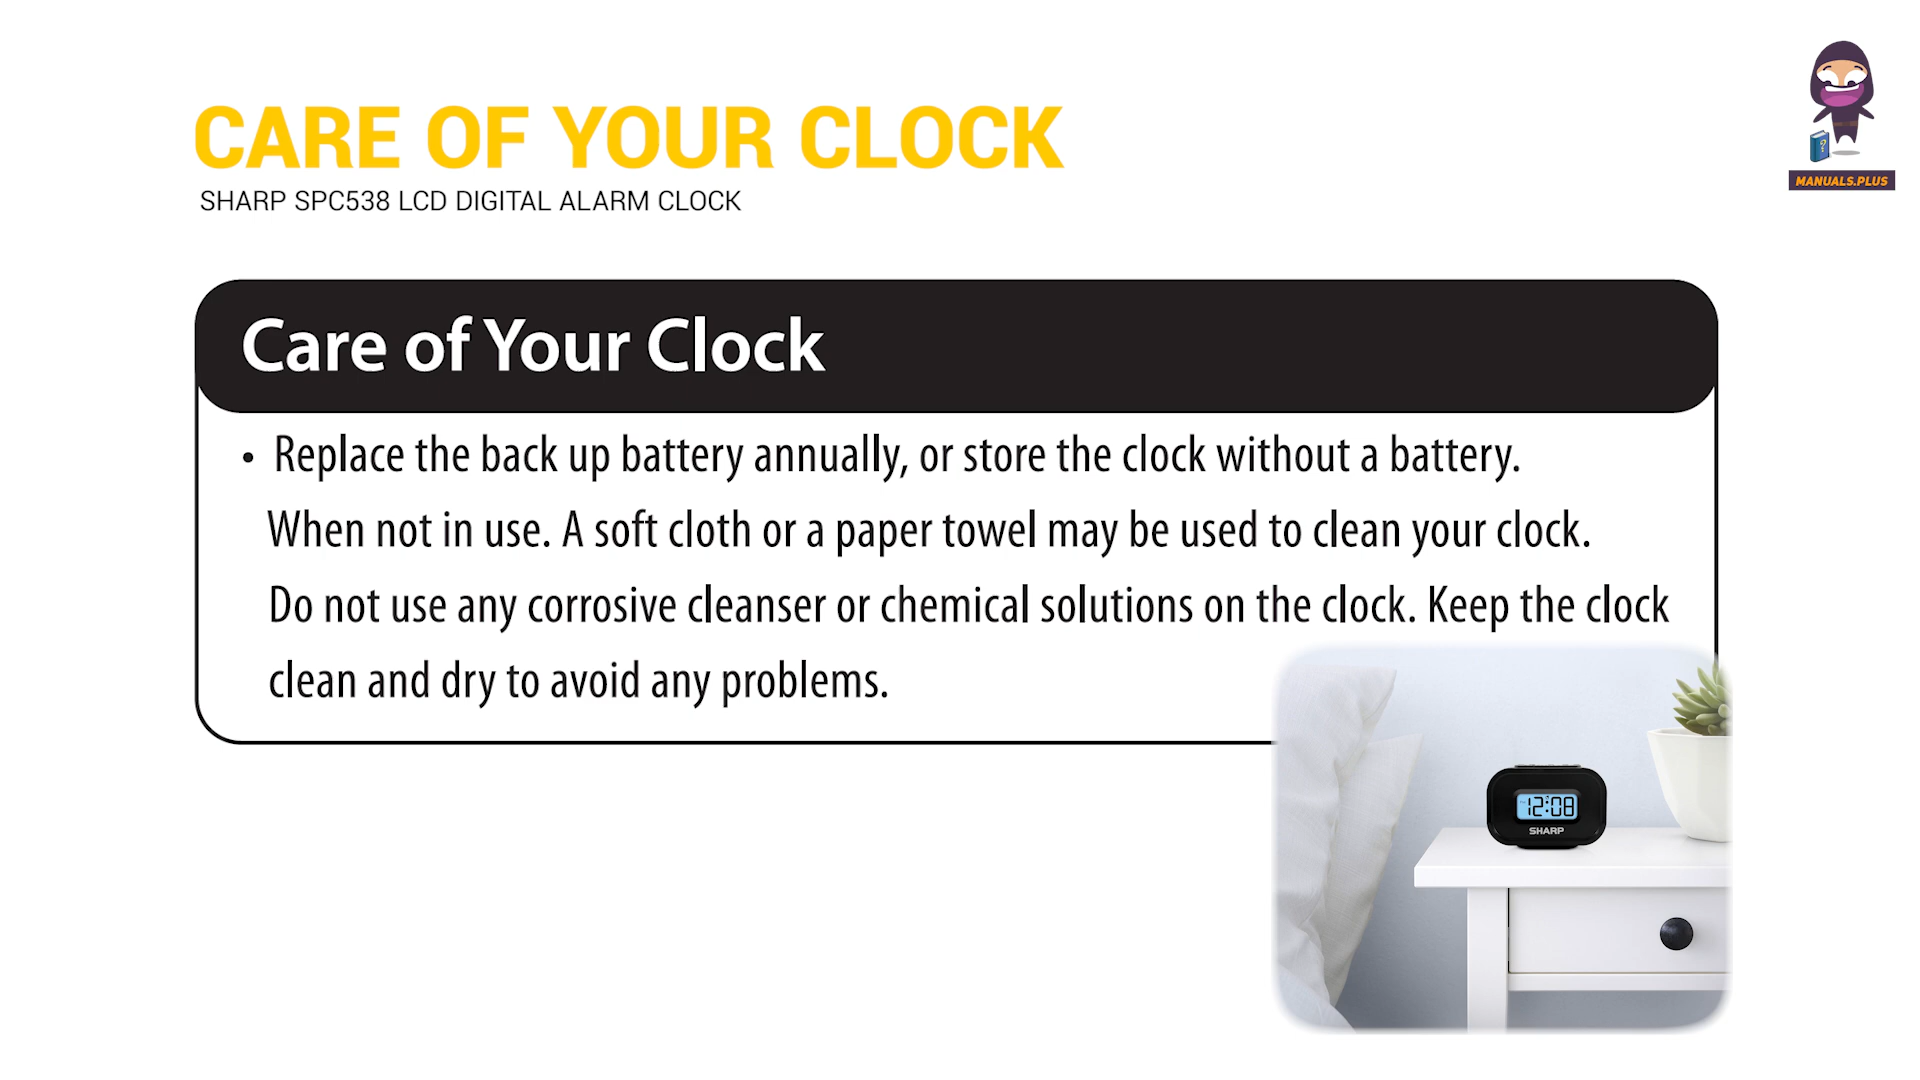 CARE OF YOUR CLOCK
SHARP SPC538 LCD DIGITAL ALARM CLOCK
MANUALS.PLUS
Care of Your Clock
• Replace the back up battery annually, or store the clock without a battery.
When not in use. A soft cloth or a paper towel may be used to clean your clock.
Do not use any corrosive cleanser or chemical solutions on the clock. Keep the clock
clean and dry to avoid any problems.
12:08
SHARP